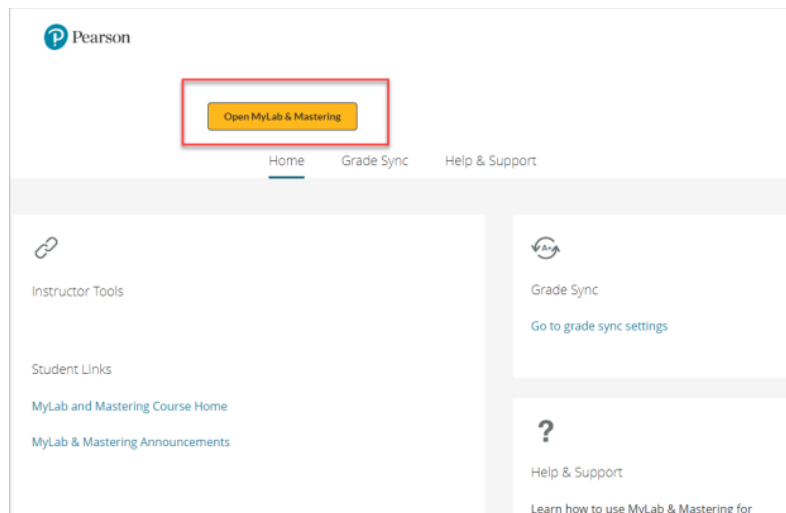 Pearson
Open MyLab & Mastering
Home Grade Sync Help & Support
Instructor Tools
Student Links
MyLab and Mastering Course Home
MyLab & Mastering Announcements
A+
Grade Sync
Go to grade sync settings
?
Help & Support
Learn how to use MyLab & Mastering for